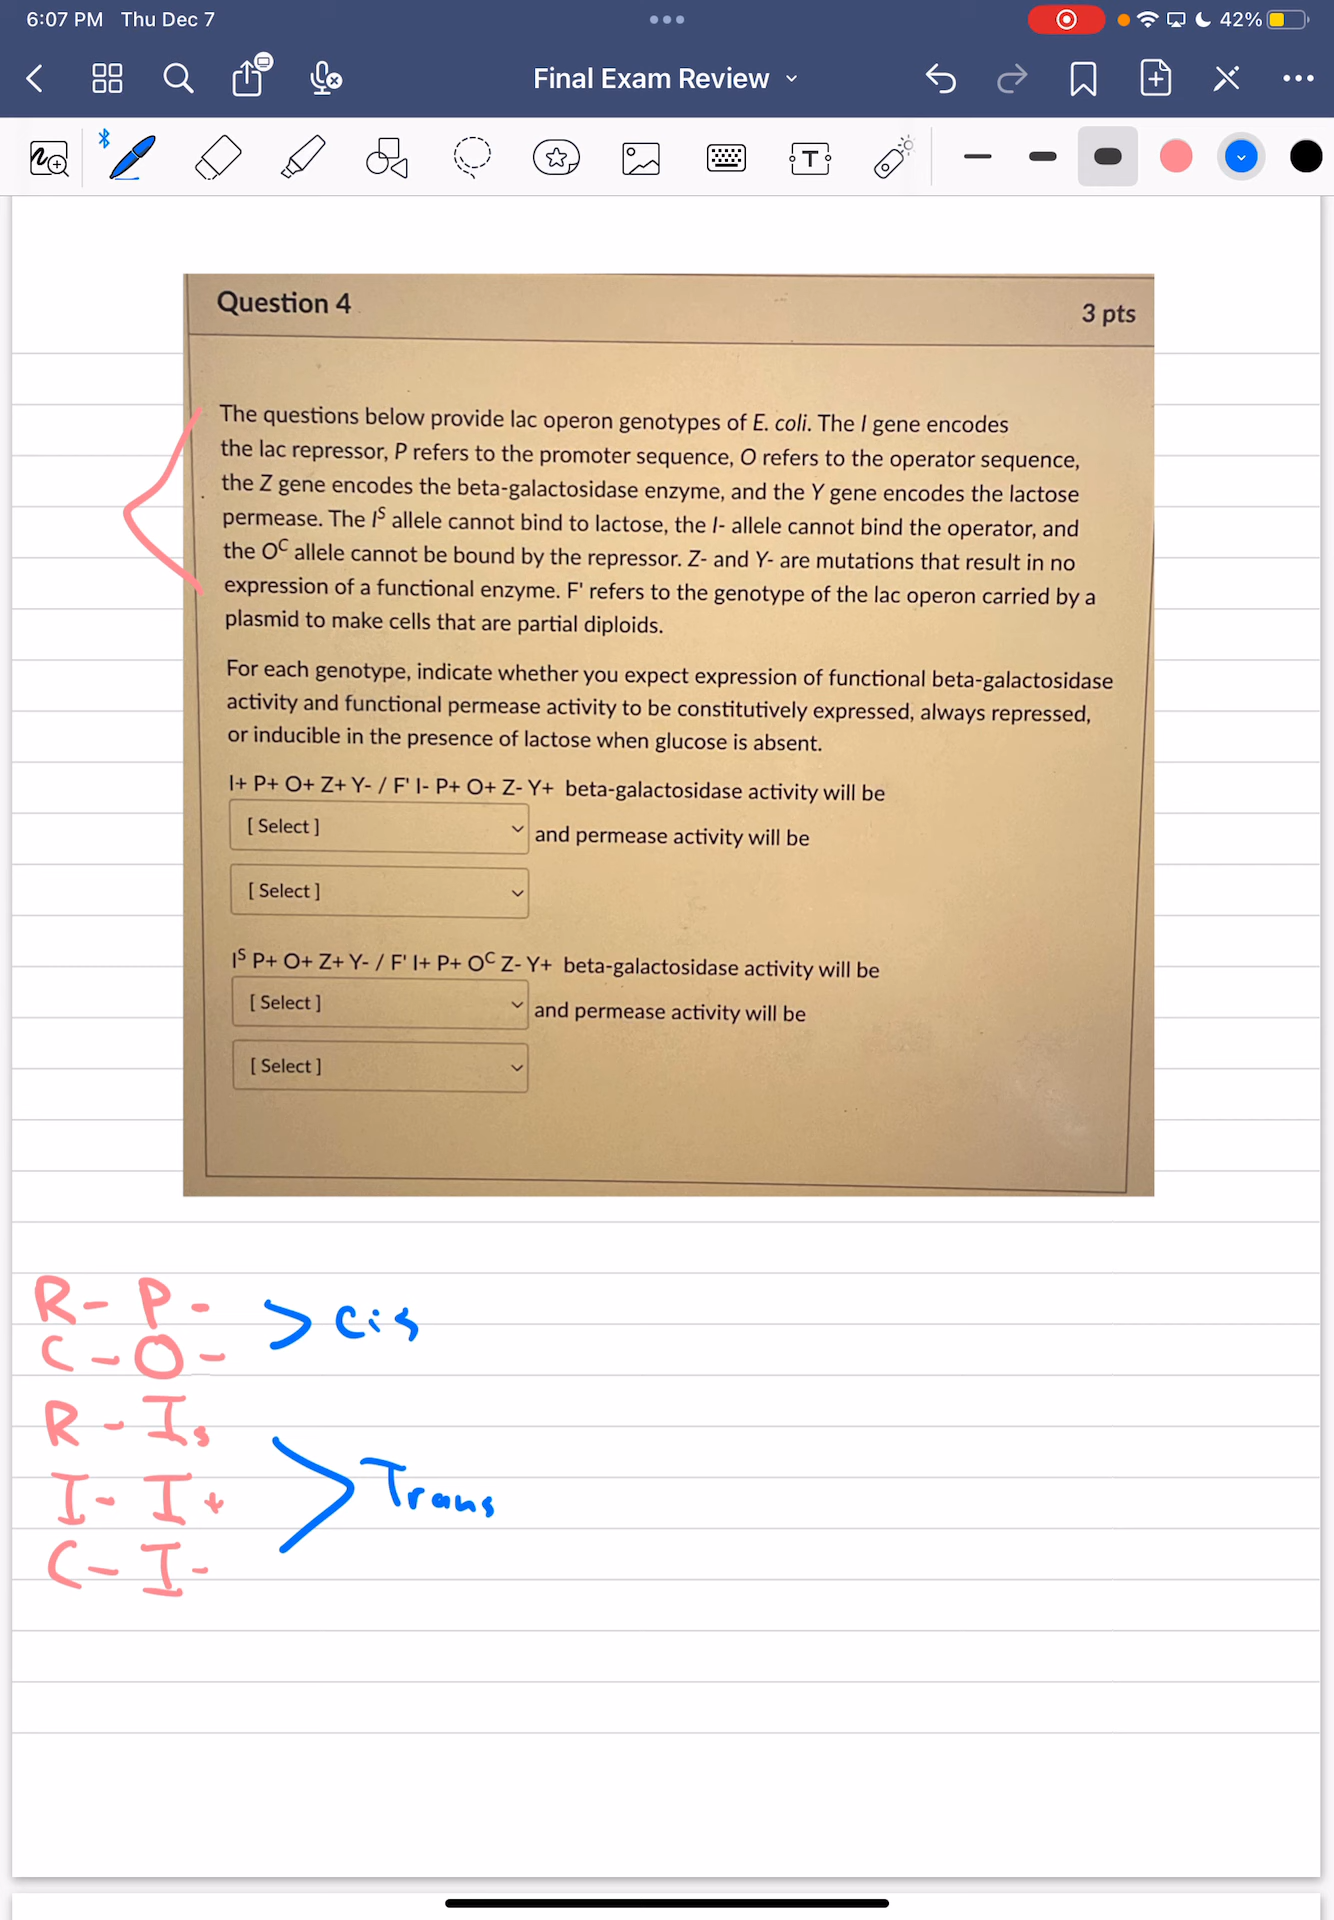 6:07 PM Thu Dec 7
42%
Final Exam Review
T
Question 4
3 pts
The questions below provide lac operon genotypes of E. coli. The I gene encodes
the lac repressor, P refers to the promoter sequence, O refers to the operator sequence,
the Z gene encodes the beta-galactosidase enzyme, and the Y gene encodes the lactose
permease. The I^S allele cannot bind to lactose, the I- allele cannot bind the operator, and
the O^C allele cannot be bound by the repressor. Z- and Y- are mutations that result in no
expression of a functional enzyme. F' refers to the genotype of the lac operon carried by a
plasmid to make cells that are partial diploids.
For each genotype, indicate whether you expect expression of functional beta-galactosidase
activity and functional permease activity to be constitutively expressed, always repressed,
or inducible in the presence of lactose when glucose is absent.
I+ P+ O+ Z+ Y- / F' I- P+ O+ Z- Y+ beta-galactosidase activity will be
[ Select ] and permease activity will be
[ Select ]
I^S P+ O+ Z+ Y- / F' I+ P+ O^C Z- Y+ beta-galactosidase activity will be
[ Select ] and permease activity will be
[ Select ]
R - P -
C - O -
> cis
R - Is
I - I+
C - I-
> Trans